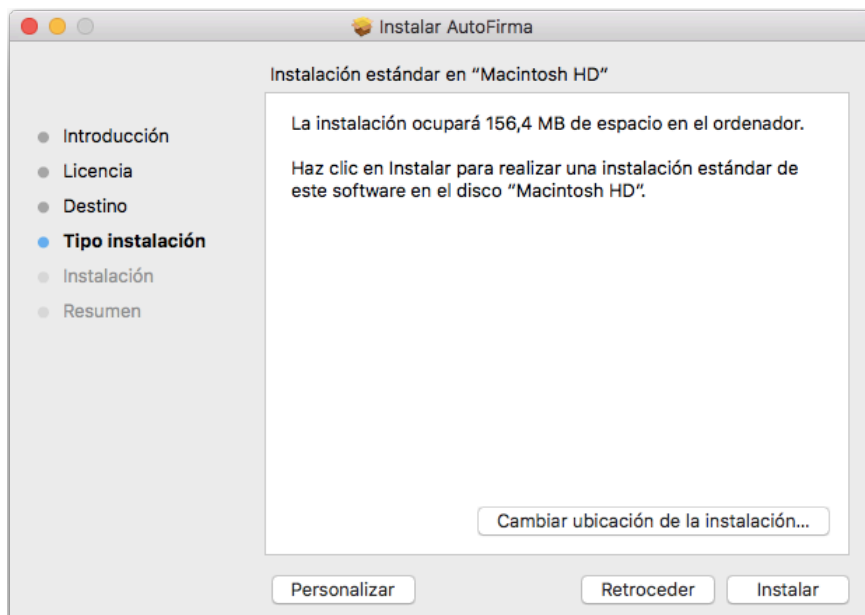 Instalar AutoFirma
Instalación estándar en “Macintosh HD”
Introducción
Licencia
Destino
Tipo instalación
Instalación
Resumen
La instalación ocupará 156,4 MB de espacio en el ordenador.
Haz clic en Instalar para realizar una instalación estándar de
este software en el disco “Macintosh HD”.
Cambiar ubicación de la instalación...
Personalizar
Retroceder
Instalar